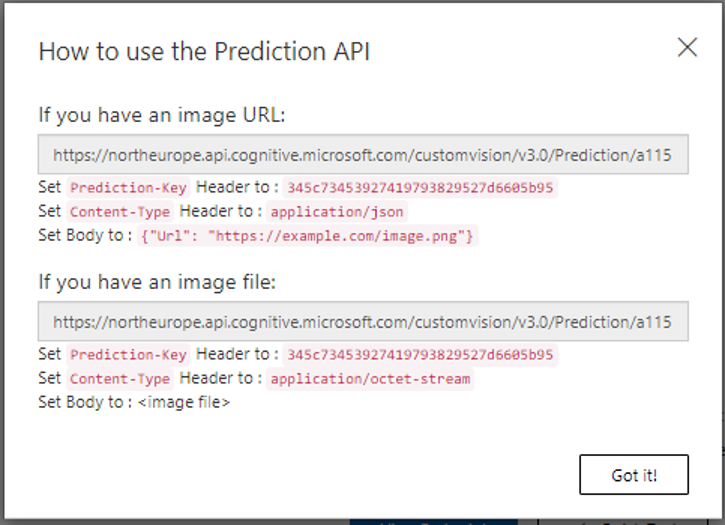 How to use the Prediction API
If you have an image URL:
https://northeurope.api.cognitive.microsoft.com/customvision/v3.0/Prediction/a115
Set Prediction-Key Header to : 345c73453927419793829527d6605b95
Set Content-Type Header to : application/json
Set Body to : {"Url": "https://example.com/image.png"}
If you have an image file:
https://northeurope.api.cognitive.microsoft.com/customvision/v3.0/Prediction/a115
Set Prediction-Key Header to : 345c73453927419793829527d6605b95
Set Content-Type Header to : application/octet-stream
Set Body to : <image file>
Got it!